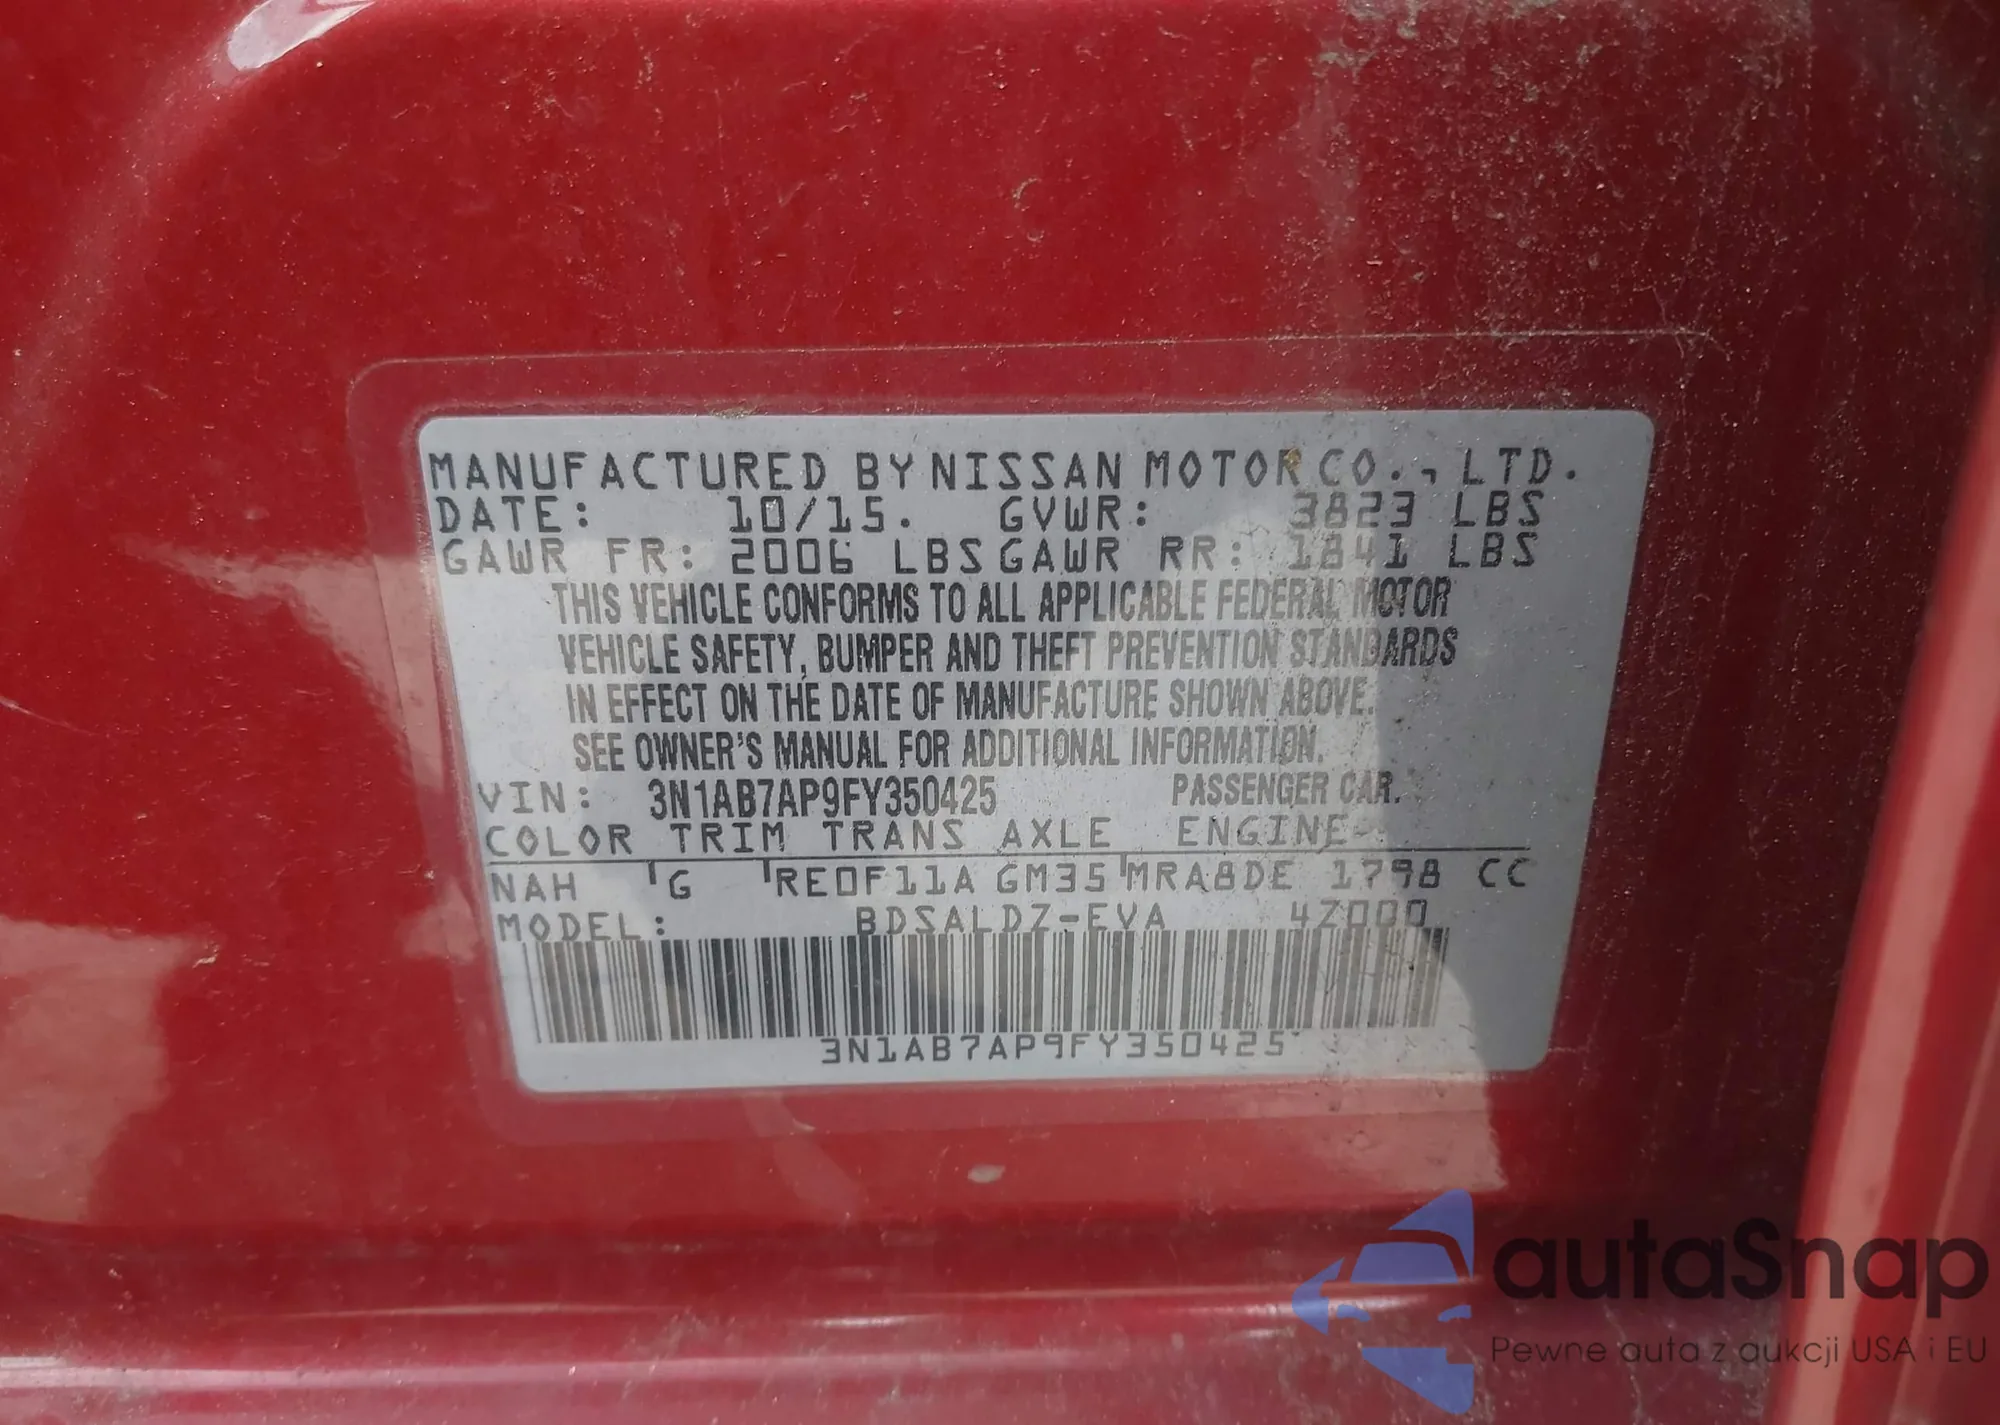 MANUFACTURED BY NISSAN MOTOR CO., LTD.
DATE: 10/15. GVWR: 3823 LBS
GAWR FR: 2006 LBS GAWR RR: 1841 LBS
THIS VEHICLE CONFORMS TO ALL APPLICABLE FEDERAL MOTOR
VEHICLE SAFETY, BUMPER AND THEFT PREVENTION STANDARDS
IN EFFECT ON THE DATE OF MANUFACTURE SHOWN ABOVE.
SEE OWNER'S MANUAL FOR ADDITIONAL INFORMATION.
VIN: 3N1AB7AP9FY350425 PASSENGER CAR.
COLOR TRIM TRANS AXLE ENGINE
NAH G RE0F11A GM35 MRA8DE 1798 CC
MODEL: BDSALDZ-EVA 4Z000
3N1AB7AP9FY350425
autaSnap
Pewne auta z aukcji USA i EU